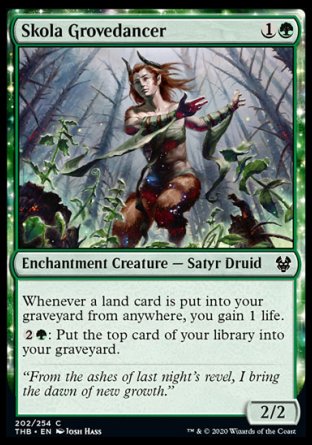 Skola Grovedancer 1
Enchantment Creature — Satyr Druid
Whenever a land card is put into
your graveyard from anywhere, you gain 1 life.
2: Put the top card of your library into
your graveyard.
"From the ashes of last night's revel, I bring
the dawn of new growth."
2/2
202/254 C
THB • EN Josh Hass
™ & © 2020 Wizards of the Coast